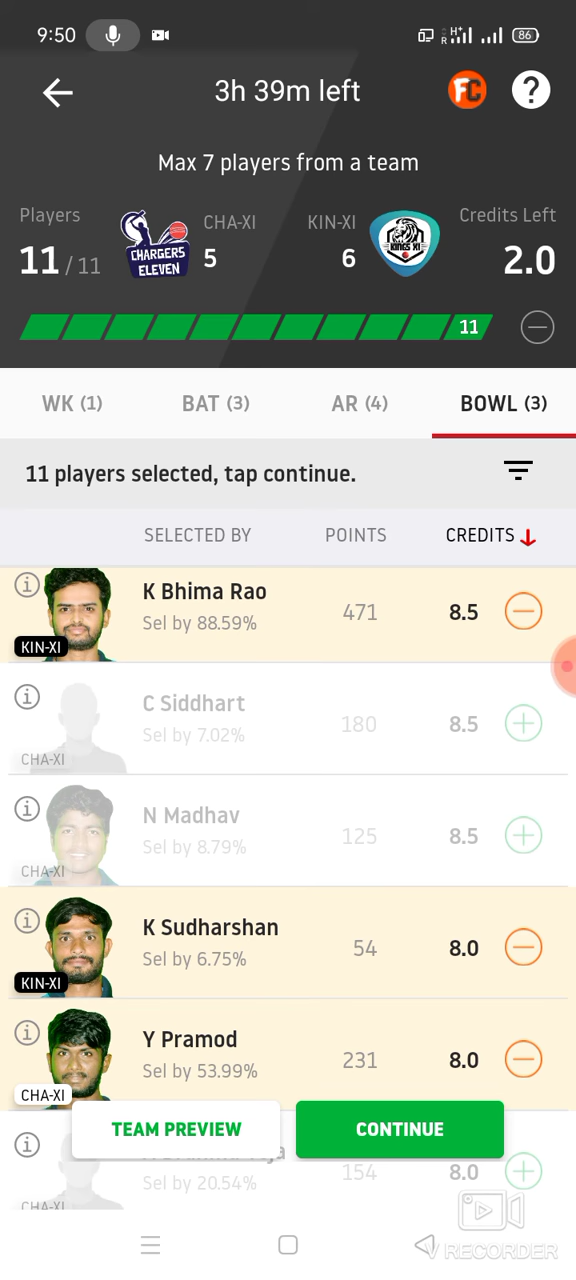 9:50
R H+ 86
3h 39m left
FC ?
Max 7 players from a team
Players CHA-XI KIN-XI Credits Left
11 / 11 CHARGERS ELEVEN 5 6 KINGS XI 2.0
11
WK (1) BAT (3) AR (4) BOWL (3)
11 players selected, tap continue.
SELECTED BY POINTS CREDITS
K Bhima Rao
Sel by 88.59% 471 8.5
KIN-XI
C Siddhart
Sel by 7.02% 180 8.5
CHA-XI
N Madhav
Sel by 8.79% 125 8.5
CHA-XI
K Sudharshan
Sel by 6.75% 54 8.0
KIN-XI
Y Pramod
Sel by 53.99% 231 8.0
CHA-XI
TEAM PREVIEW CONTINUE
Sel by 20.54% 154 8.0
CHA-XI
V RECORDER